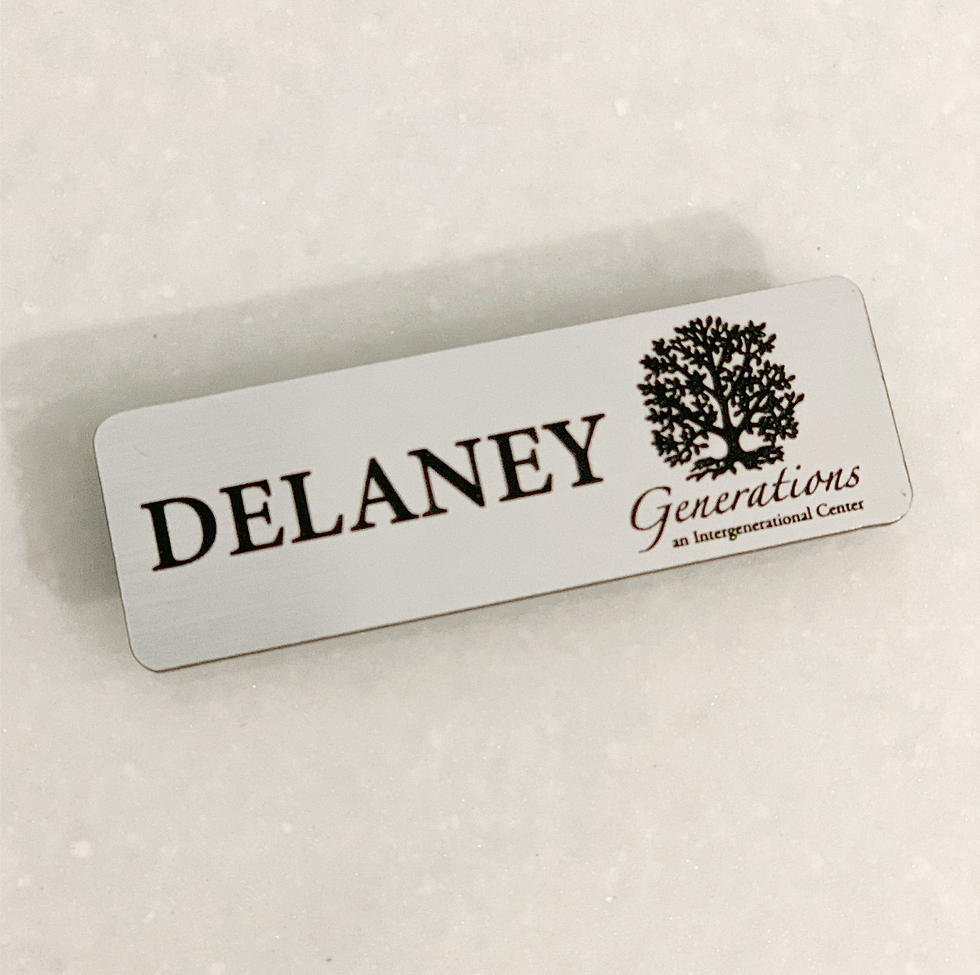 DELANEY
Generations
an Intergenerational Center